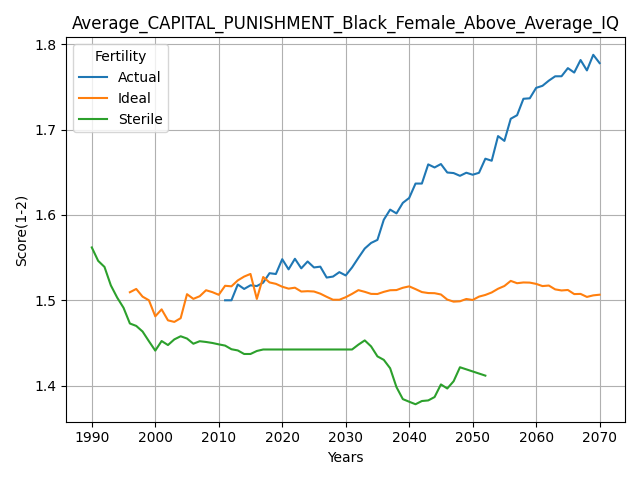 Average_CAPITAL_PUNISHMENT_Black_Female_Above_Average_IQ
Fertility
Actual
Ideal
Sterile
Score(1-2)
1.8
1.7
1.6
1.5
1.4
1990 2000 2010 2020 2030 2040 2050 2060 2070
Years